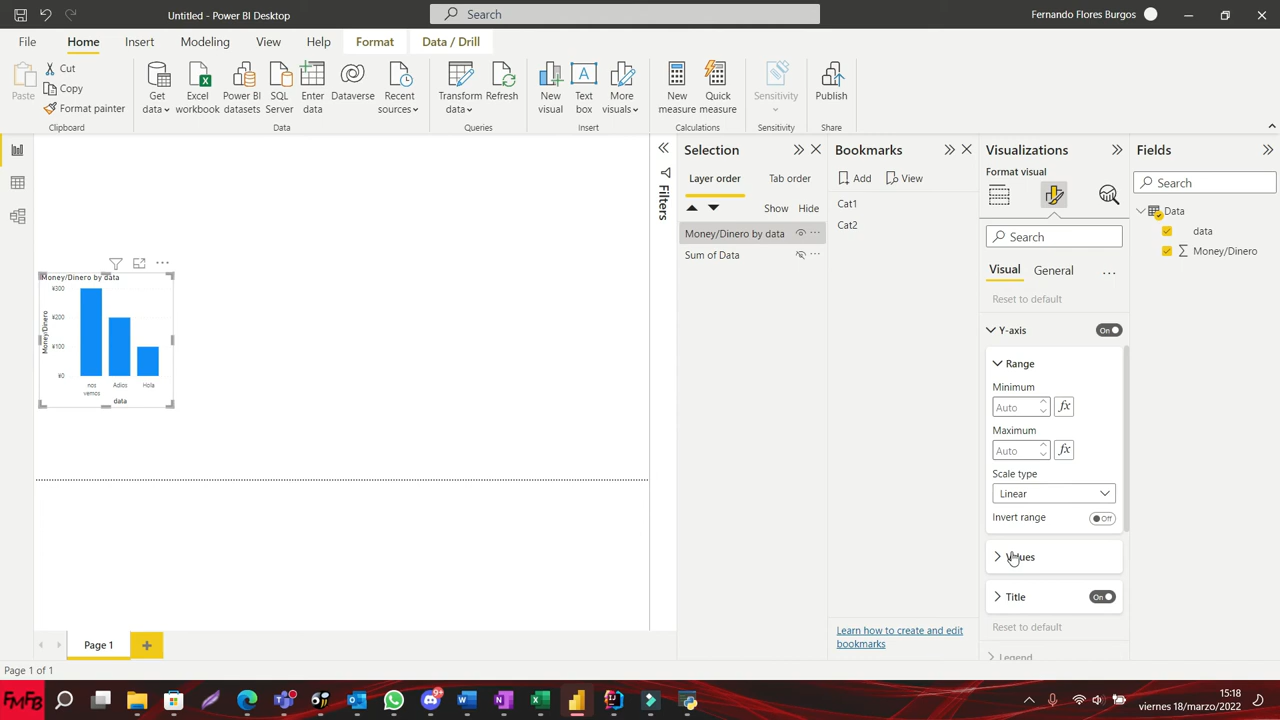 Untitled - Power BI Desktop
Search
Fernando Flores Burgos
File
Home
Insert
Modeling
View
Help
Format
Data / Drill
Paste
Cut
Copy
Format painter
Clipboard
Get data
Excel workbook
Power BI datasets
SQL Server
Enter data
Dataverse
Recent sources
Data
Transform data
Refresh
Queries
New visual
Text box
More visuals
Insert
New measure
Quick measure
Calculations
Sensitivity
Sensitivity
Publish
Share
Money/Dinero by data
¥300
¥200
¥100
¥0
Money/Dinero
nos vemos
Adios
Hola
data
Filters
Selection
Layer order
Tab order
Show
Hide
Money/Dinero by data
Sum of Data
Bookmarks
Add
View
Cat1
Cat2
Learn how to create and edit
bookmarks
Visualizations
Format visual
Search
Visual
General
Reset to default
Y-axis
On
Range
Minimum
Auto
fx
Maximum
Auto
fx
Scale type
Linear
Invert range
Off
Values
Title
On
Reset to default
Legend
Fields
Search
Data
data
Money/Dinero
Page 1
Page 1 of 1
FMFB
9+
15:18
viernes 18/marzo/2022